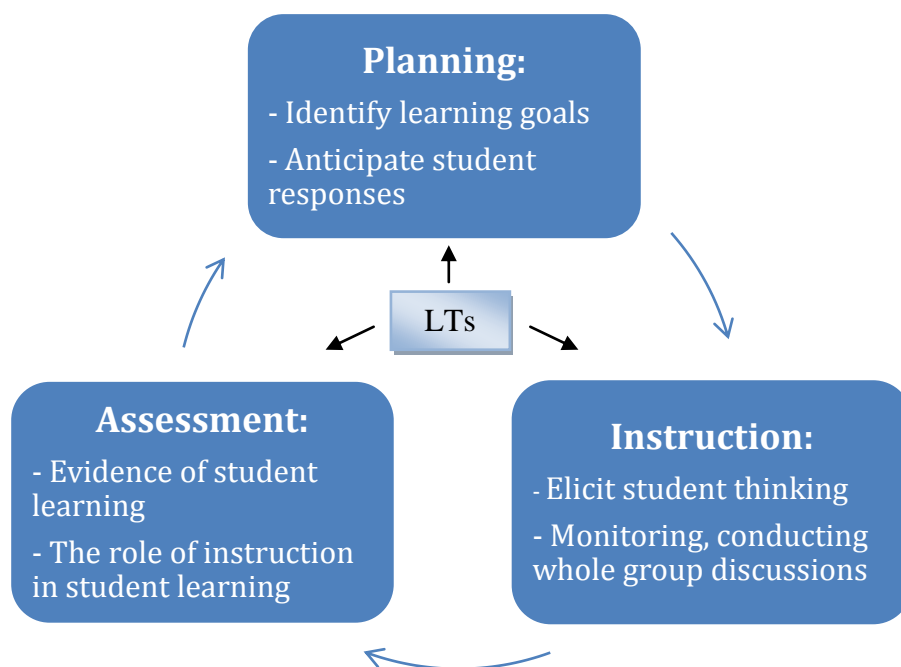 Planning:
- Identify learning goals
- Anticipate student
responses
LTs
Assessment:
- Evidence of student
learning
- The role of instruction
in student learning
Instruction:
- Elicit student thinking
- Monitoring, conducting
whole group discussions